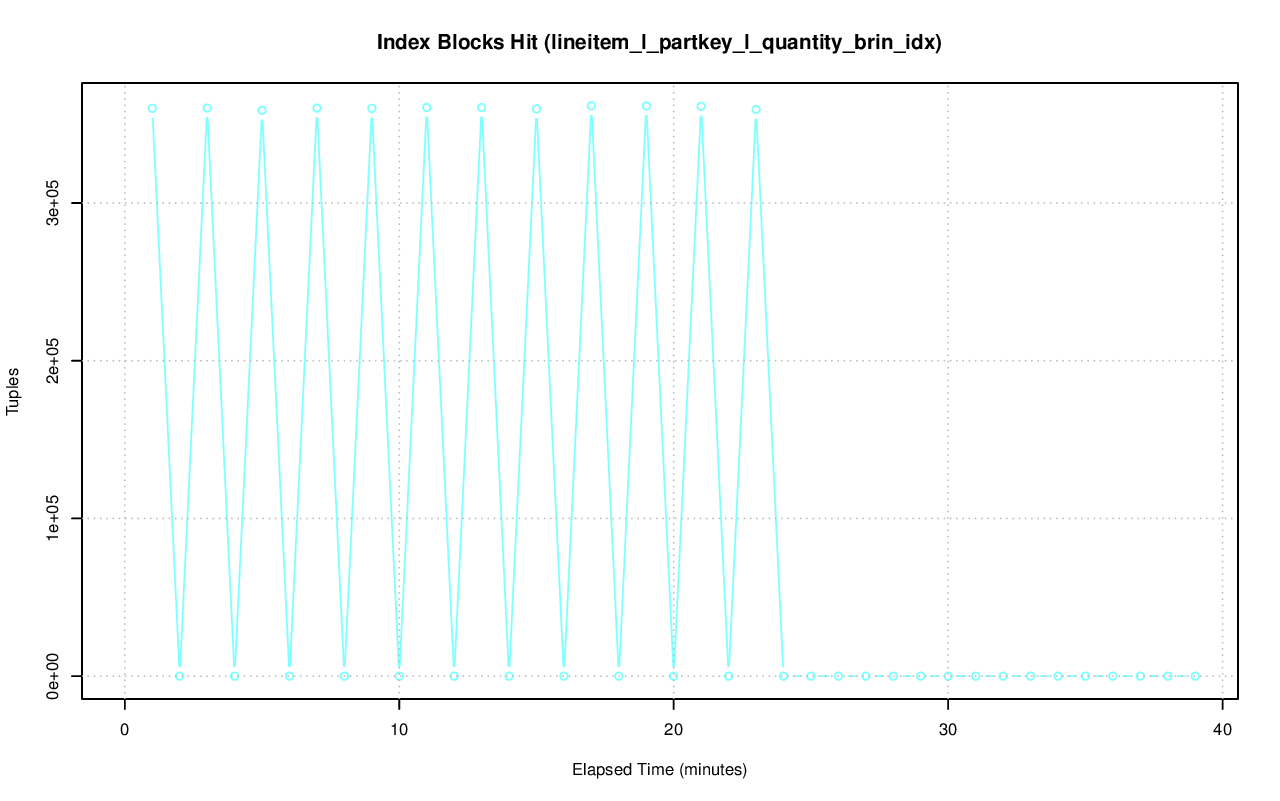 Index Blocks Hit (lineitem_l_partkey_l_quantity_brin_idx)
Tuples
3e+05
2e+05
1e+05
0e+00
0 10 20 30 40
Elapsed Time (minutes)